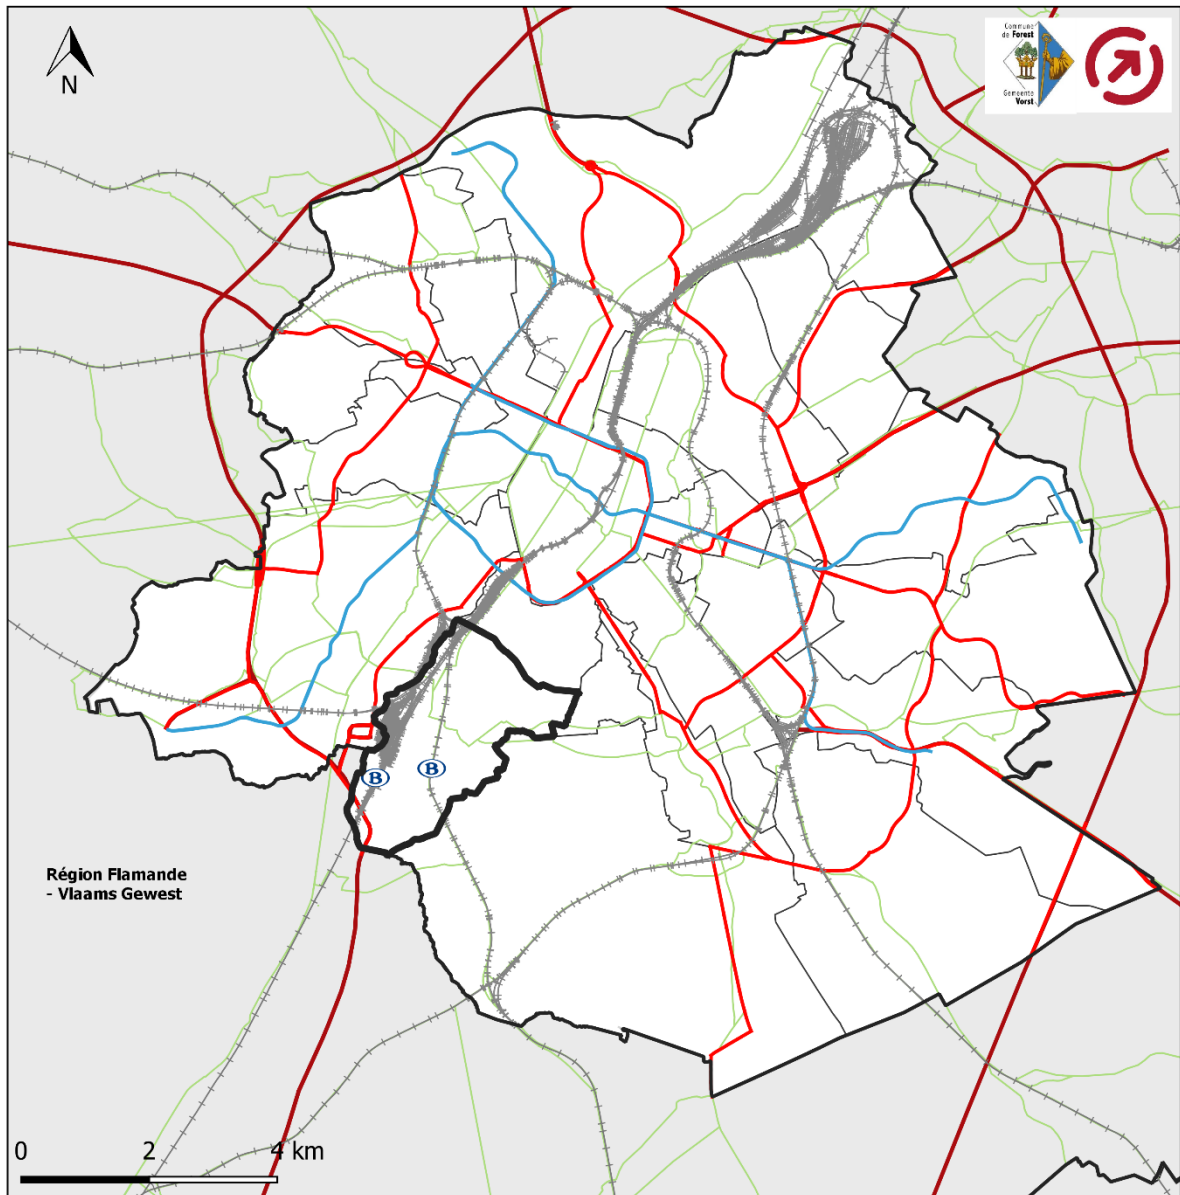 N
Commune
de Forest
Gemeente
Vorst
B
B
Région Flamande
- Vlaams Gewest
0 2 4 km